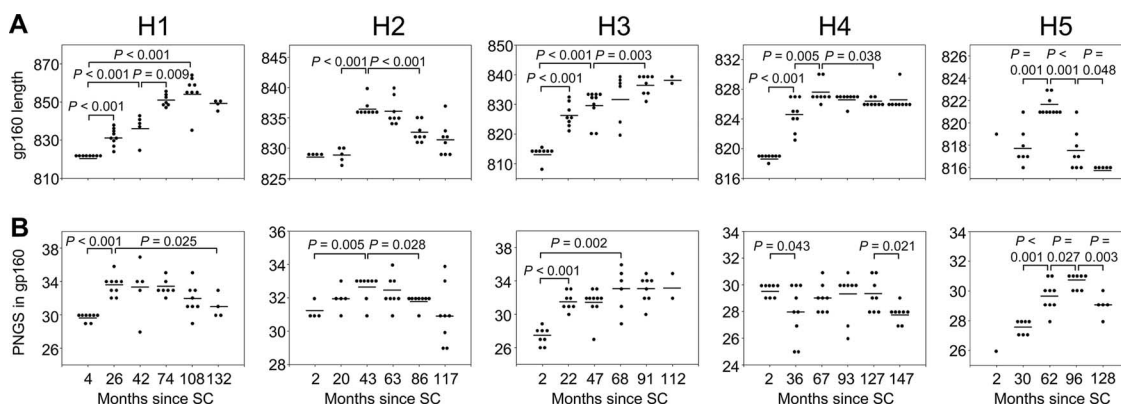 H1 H2 H3 H4 H5
A
gp160 length
870
850
830
810
P < 0.001
P < 0.001 P = 0.009
P < 0.001
845
840
835
830
825
P < 0.001 P < 0.001
850
840
830
820
810
P < 0.001 P = 0.003
P < 0.001
832
828
824
820
816
P = 0.005 P = 0.038
P < 0.001
826
824
822
820
818
816
P = P < P =
0.001 0.001 0.048
B
PNGS in gp160
38
34
30
26
P < 0.001 P = 0.025
4 26 42 74 108 132
Months since SC
36
34
32
30
28
P = 0.005 P = 0.028
2 20 43 63 86 117
Months since SC
38
34
30
26
P = 0.002
P < 0.001
2 22 47 68 91 112
Months since SC
34
32
30
28
26
24
P = 0.043 P = 0.021
2 36 67 93 127 147
Months since SC
34
32
30
28
26
P < P = P =
0.001 0.027 0.003
2 30 62 96 128
Months since SC